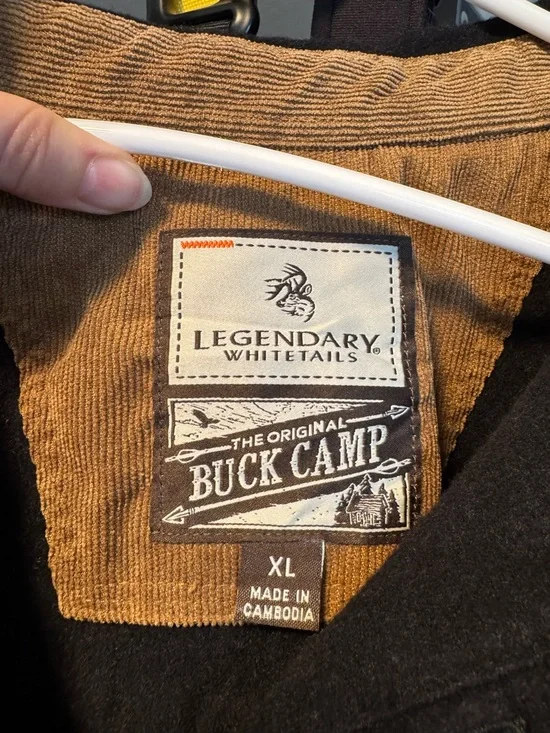 LEGENDARY®
WHITETAILS
THE ORIGINAL
BUCK CAMP
XL
MADE IN
CAMBODIA